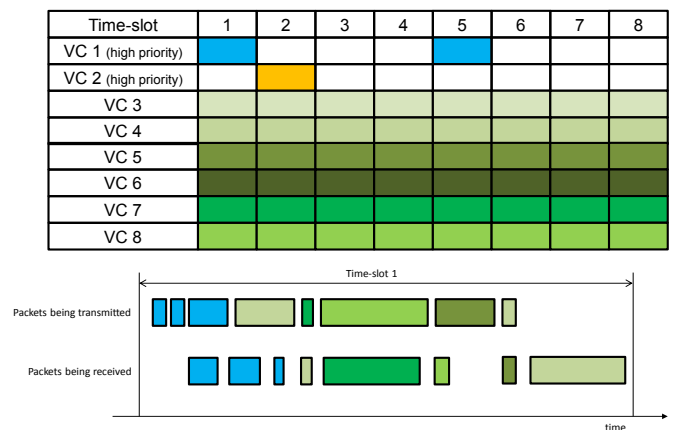 Time-slot 1 2 3 4 5 6 7 8
VC 1 (high priority)
VC 2 (high priority)
VC 3
VC 4
VC 5
VC 6
VC 7
VC 8
Time-slot 1
Packets being transmitted
Packets being received
time